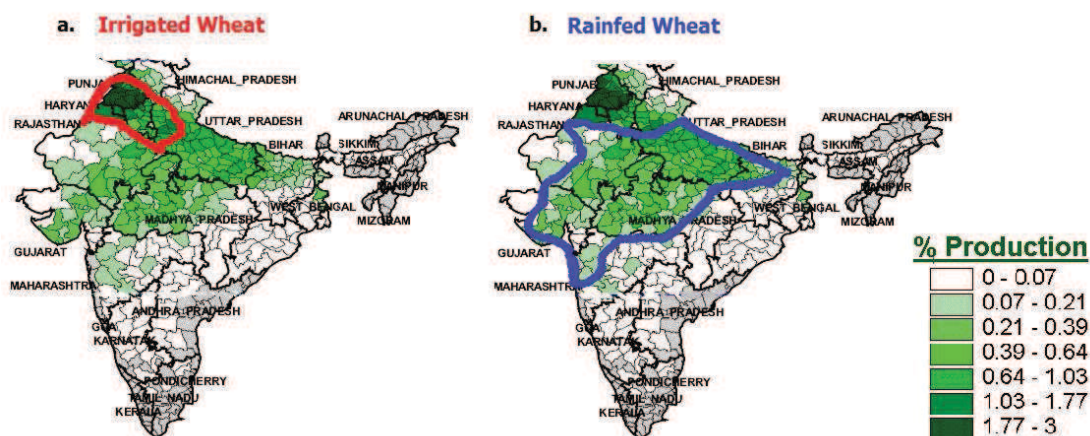 a. Irrigated Wheat
b. Rainfed Wheat
PUNJAB
HIMACHAL_PRADESH
HARYAN
RAJASTHAN
UTTAR_PRADESH
ARUNACHAL_PRADESH
BIHAR
SIKKIM
ASSAM
MANIPUR
WEST_BENGAL
MADHYA_PRADESH
MIZORAM
GUJARAT
MAHARASHTRA
ANDHRA_PRADESH
GOA
KARNATAK
PONDICHERRY
TAMIL_NADU
KERALA
PUNJAB
HIMACHAL_PRADESH
HARYANA
RAJASTHAN
UTTAR_PRADESH
ARUNACHAL_PRADESH
BIHAR
SIKKIM
ASSAM
MANIPUR
WEST_BENGAL
MADHYA_PRADESH
MIZORAM
GUJARAT
MAHARASHTRA
ANDHRA_PRADESH
GOA
KARNATAK
PONDICHERRY
TAMIL_NADU
KERALA
% Production
0 - 0.07
0.07 - 0.21
0.21 - 0.39
0.39 - 0.64
0.64 - 1.03
1.03 - 1.77
1.77 - 3